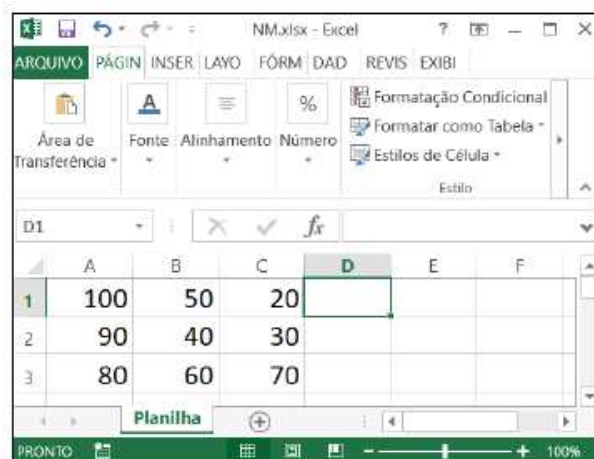 NM.xlsx - Excel ?
ARQUIVO PÁGIN INSER LAYO FÓRM DAD REVIS EXIBI
Área de Transferência
Fonte
Alinhamento
%
Número
Formatação Condicional
Formatar como Tabela
Estilos de Célula
Estilo
D1 fx
A B C D E F
1 100 50 20
2 90 40 30
3 80 60 70
Planilha
PRONTO 100%